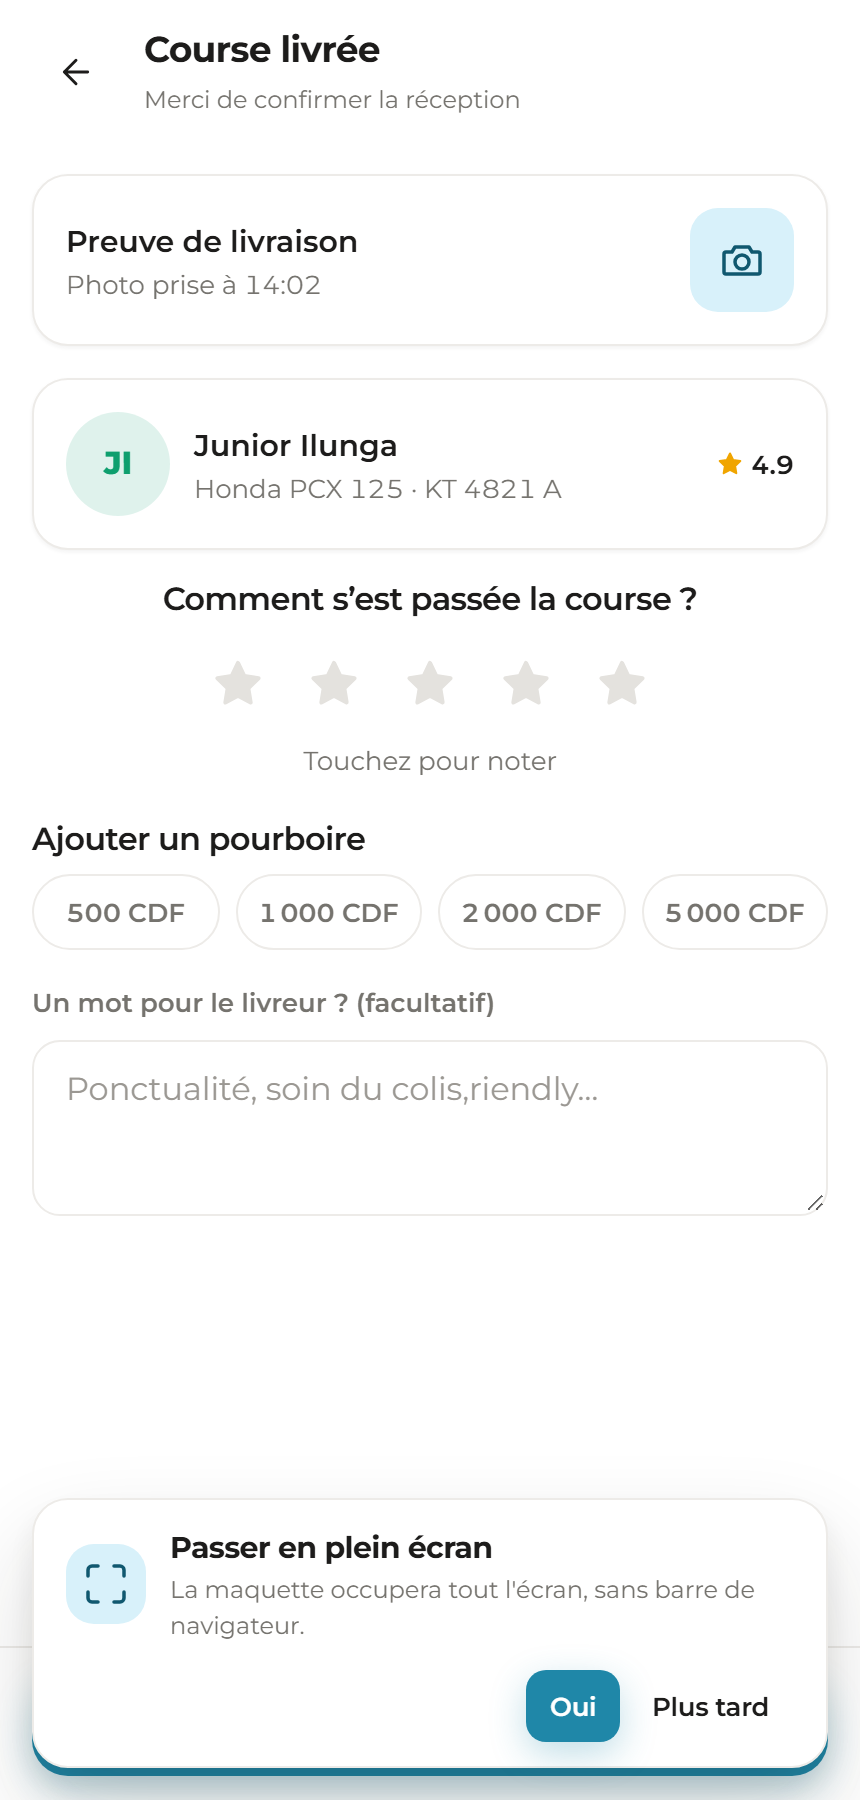 Course livrée
Merci de confirmer la réception
Preuve de livraison
Photo prise à 14:02
JI
Junior Ilunga
Honda PCX 125 · KT 4821 A
4.9
Comment s’est passée la course ?
Touchez pour noter
Ajouter un pourboire
500 CDF
1 000 CDF
2 000 CDF
5 000 CDF
Un mot pour le livreur ? (facultatif)
Ponctualité, soin du colis,riendly...
Passer en plein écran
La maquette occupera tout l'écran, sans barre de
navigateur.
Oui
Plus tard